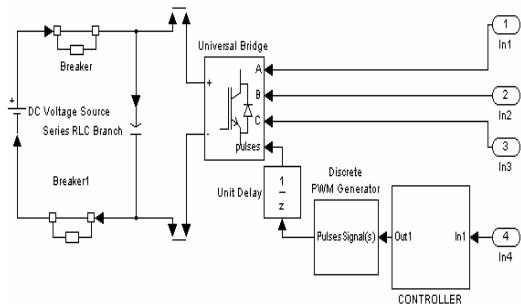 Breaker
+
DC Voltage Source
Series RLC Branch
Breaker1
Universal Bridge
+
-
A
B
C
pulses
Unit Delay
1
z
Discrete
PWM Generator
Pulses Signal(s)
Out1 In1
CONTROLLER
1
In1
2
In2
3
In3
4
In4